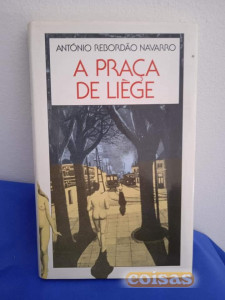 ANTÓNIO REBORDÃO NAVARRO
A PRAÇA
DE LIÈGE
coisas